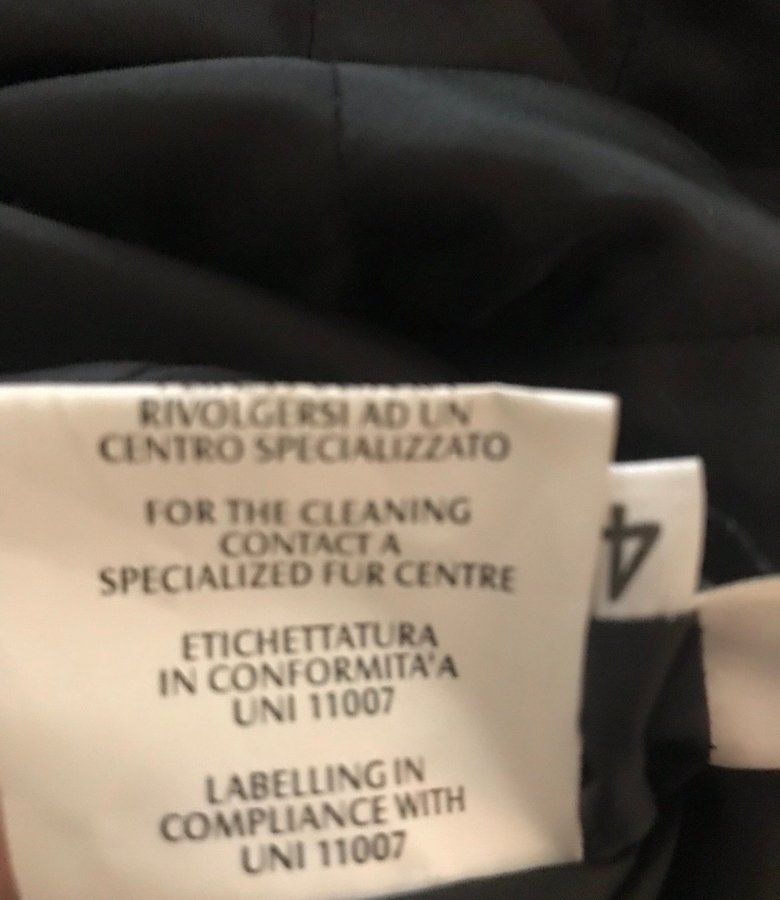 RIVOLGERSI AD UN
CENTRO SPECIALIZZATO
FOR THE CLEANING
CONTACT A
SPECIALIZED FUR CENTRE
ETICHETTATURA
IN CONFORMITA'A
UNI 11007
LABELLING IN
COMPLIANCE WITH
UNI 11007
4